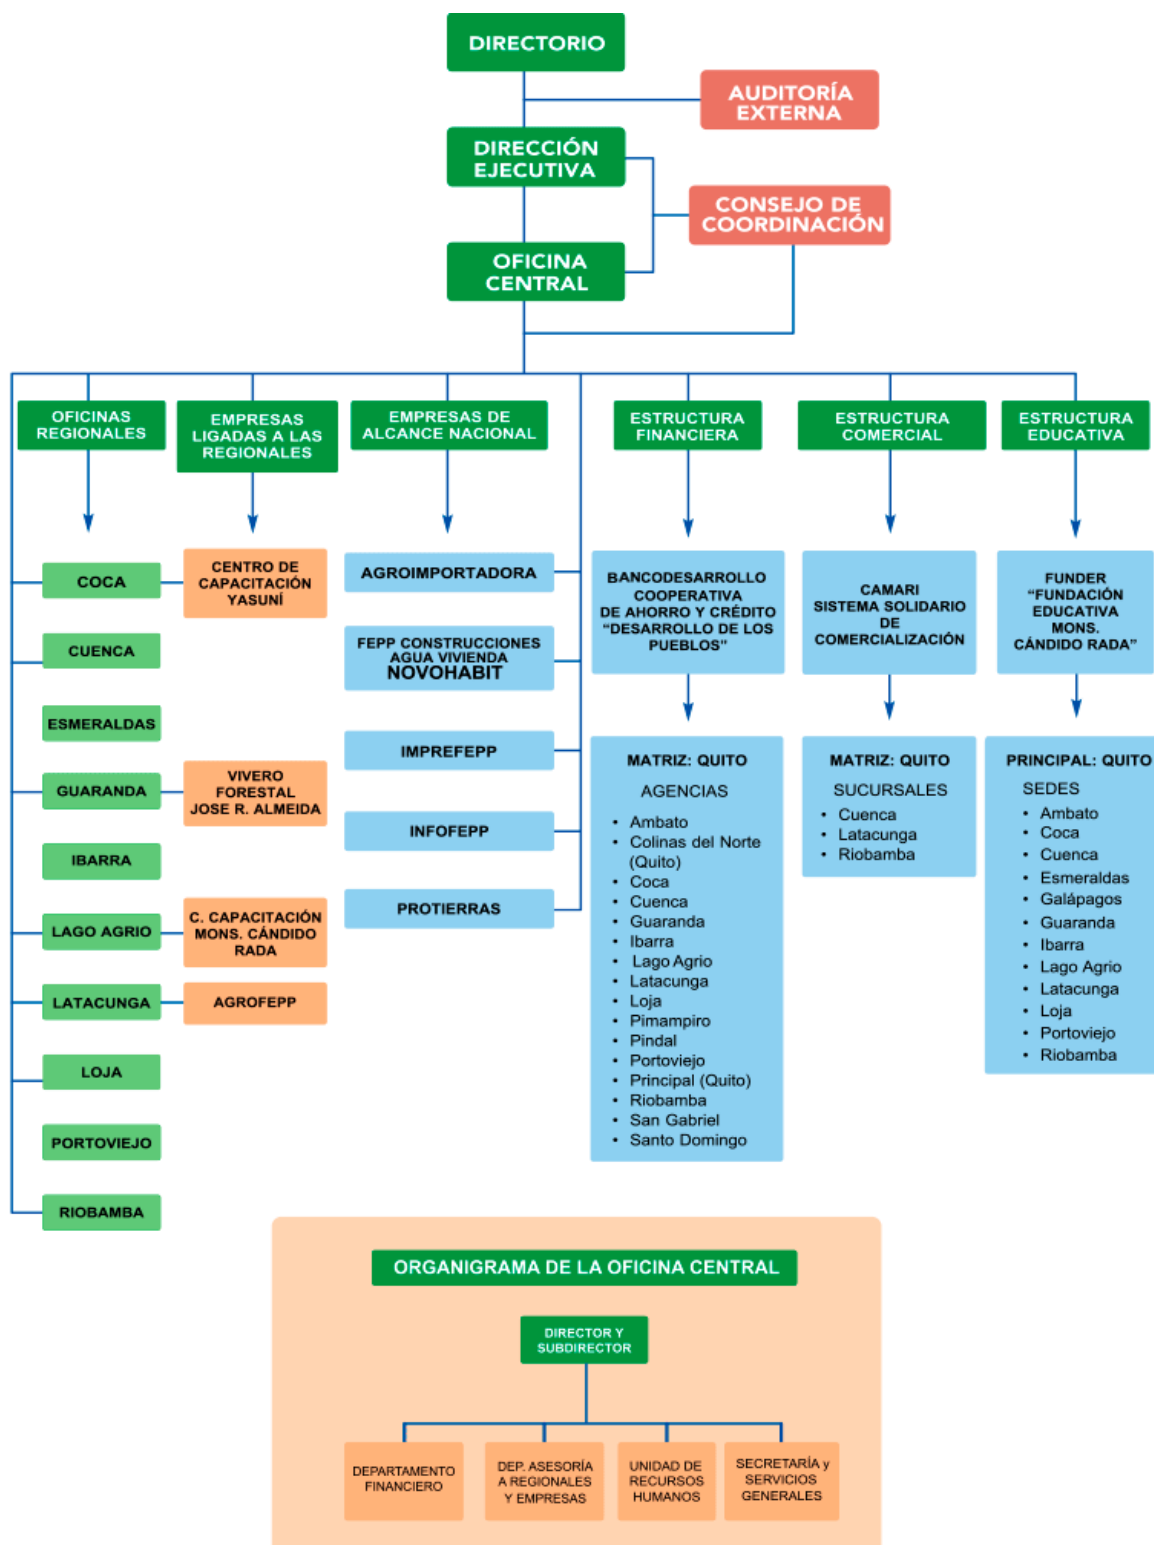 DIRECTORIO
AUDITORÍA
EXTERNA
DIRECCIÓN
EJECUTIVA
CONSEJO DE
COORDINACIÓN
OFICINA
CENTRAL
OFICINAS
REGIONALES
EMPRESAS
LIGADAS A LAS
REGIONALES
EMPRESAS DE
ALCANCE NACIONAL
ESTRUCTURA
FINANCIERA
ESTRUCTURA
COMERCIAL
ESTRUCTURA
EDUCATIVA
COCA
CUENCA
ESMERALDAS
GUARANDA
IBARRA
LAGO AGRIO
LATACUNGA
LOJA
PORTOVIEJO
RIOBAMBA
CENTRO DE
CAPACITACIÓN
YASUNÍ
VIVERO
FORESTAL
JOSE R. ALMEIDA
C. CAPACITACIÓN
MONS. CÁNDIDO
RADA
AGROFEPP
AGROIMPORTADORA
FEPP CONSTRUCCIONES
AGUA VIVIENDA
NOVOHABIT
IMPREFEPP
INFOFEPP
PROTIERRAS
BANCODESARROLLO
COOPERATIVA
DE AHORRO Y CRÉDITO
“DESARROLLO DE LOS
PUEBLOS”
MATRIZ: QUITO
AGENCIAS
• Ambato
• Colinas del Norte
(Quito)
• Coca
• Cuenca
• Guaranda
• Ibarra
• Lago Agrio
• Latacunga
• Loja
• Pimampiro
• Pindal
• Portoviejo
• Principal (Quito)
• Riobamba
• San Gabriel
• Santo Domingo
CAMARI
SISTEMA SOLIDARIO
DE
COMERCIALIZACIÓN
MATRIZ: QUITO
SUCURSALES
• Cuenca
• Latacunga
• Riobamba
FUNDER
“FUNDACIÓN
EDUCATIVA
MONS.
CÁNDIDO RADA”
PRINCIPAL: QUITO
SEDES
• Ambato
• Coca
• Cuenca
• Esmeraldas
• Galápagos
• Guaranda
• Ibarra
• Lago Agrio
• Latacunga
• Loja
• Portoviejo
• Riobamba
ORGANIGRAMA DE LA OFICINA CENTRAL
DIRECTOR Y
SUBDIRECTOR
DEPARTAMENTO
FINANCIERO
DEP. ASESORÍA
A REGIONALES
Y EMPRESAS
UNIDAD DE
RECURSOS
HUMANOS
SECRETARÍA y
SERVICIOS
GENERALES